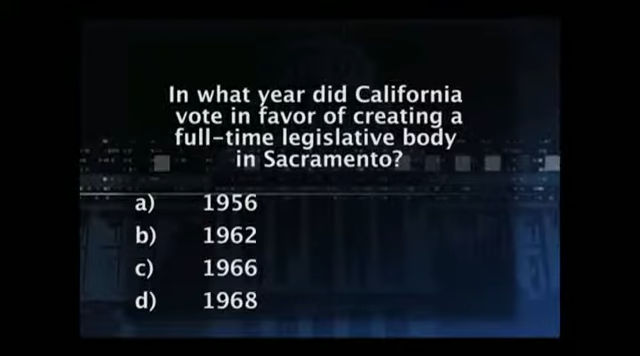 In what year did California
vote in favor of creating a
full-time legislative body
in Sacramento?
a) 1956
b) 1962
c) 1966
d) 1968